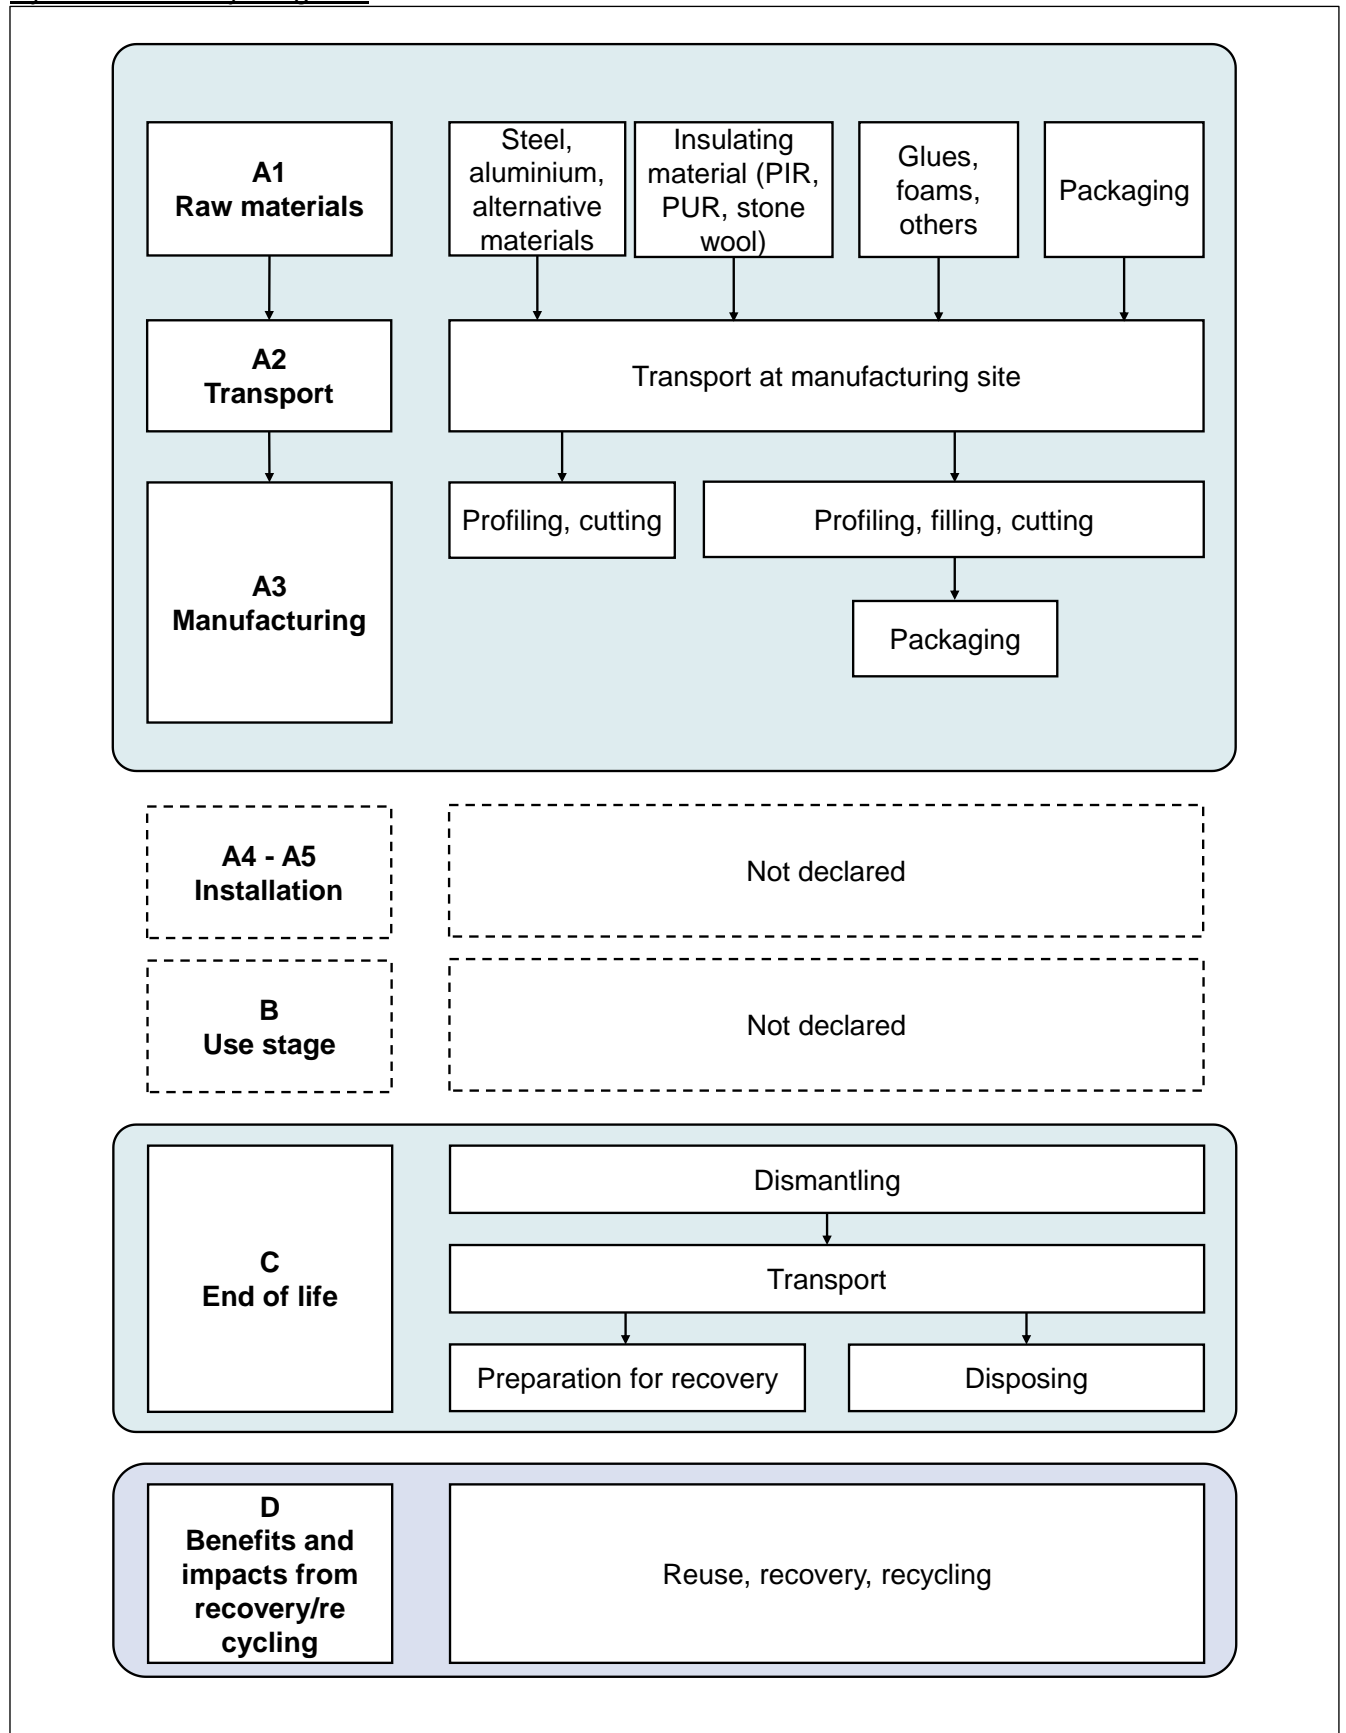 A1
Raw materials
Steel,
aluminium,
alternative
materials
Insulating
material (PIR,
PUR, stone
wool)
Glues,
foams,
others
Packaging
A2
Transport
Transport at manufacturing site
A3
Manufacturing
Profiling, cutting
Profiling, filling, cutting
Packaging
A4 - A5
Installation
Not declared
B
Use stage
Not declared
C
End of life
Dismantling
Transport
Preparation for recovery
Disposing
D
Benefits and
impacts from
recovery/re
cycling
Reuse, recovery, recycling